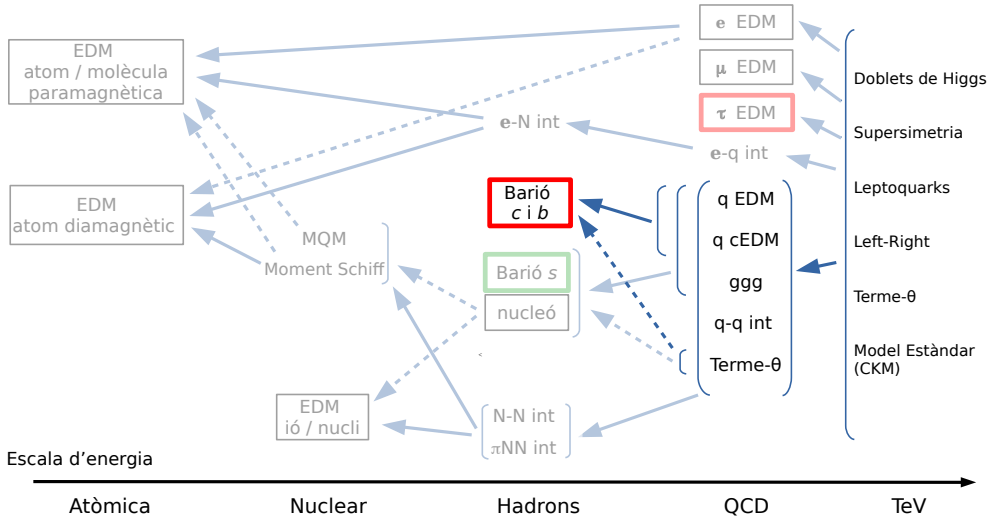 EDM
atom / molècula
paramagnètica
EDM
atom diamagnètic
MQM
Moment Schiff
EDM
ió / nucli
e-N int
Barió
c i b
Barió s
nucleó
N-N int
πNN int
e EDM
μ EDM
τ EDM
e-q int
q EDM
q cEDM
ggg
q-q int
Terme-θ
Doblets de Higgs
Supersimetria
Leptoquarks
Left-Right
Terme-θ
Model Estàndar
(CKM)
Escala d’energia
Atòmica
Nuclear
Hadrons
QCD
TeV